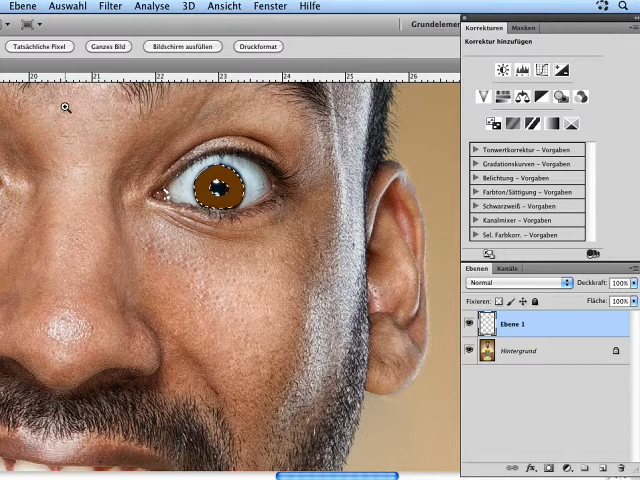 Ebene Auswahl Filter Analyse 3D Ansicht Fenster Hilfe
Grundelemen
Tatsächliche Pixel Ganzes Bild Bildschirm ausfüllen Druckformat
20 21 22 23 24 25 26
Korrekturen Masken
Korrektur hinzufügen
Tonwertkorrektur - Vorgaben
Gradationskurven - Vorgaben
Belichtung - Vorgaben
Farbton/Sättigung - Vorgaben
Schwarzweiß - Vorgaben
Kanalmixer - Vorgaben
Sel. Farbkorr. - Vorgaben
Ebenen Kanäle
Normal Deckkraft: 100%
Fixieren: Fläche: 100%
Ebene 1
Hintergrund
fx